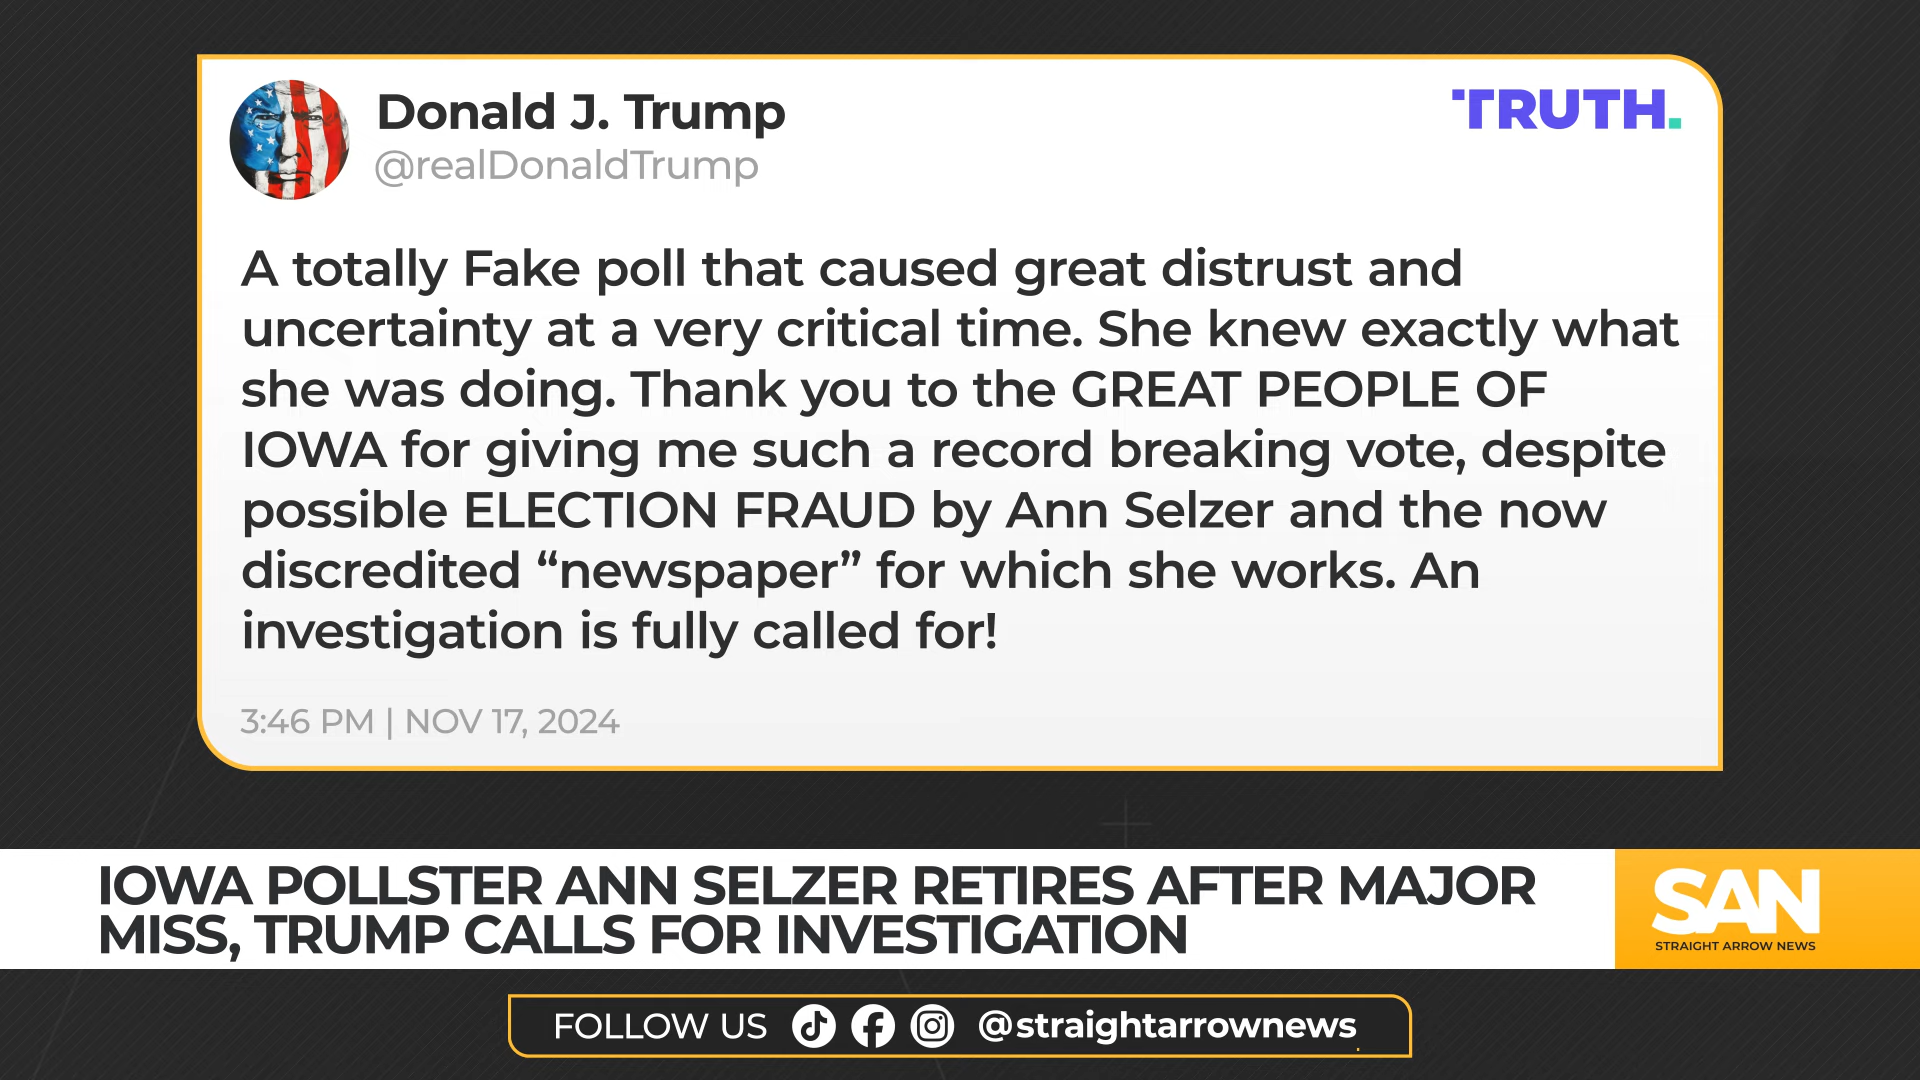 Donald J. Trump
@realDonaldTrump
TRUTH.
A totally Fake poll that caused great distrust and
uncertainty at a very critical time. She knew exactly what
she was doing. Thank you to the GREAT PEOPLE OF
IOWA for giving me such a record breaking vote, despite
possible ELECTION FRAUD by Ann Selzer and the now
discredited “newspaper” for which she works. An
investigation is fully called for!
3:46 PM | NOV 17, 2024
IOWA POLLSTER ANN SELZER RETIRES AFTER MAJOR
MISS, TRUMP CALLS FOR INVESTIGATION
SAN
STRAIGHT ARROW NEWS
FOLLOW US @straightarrownews